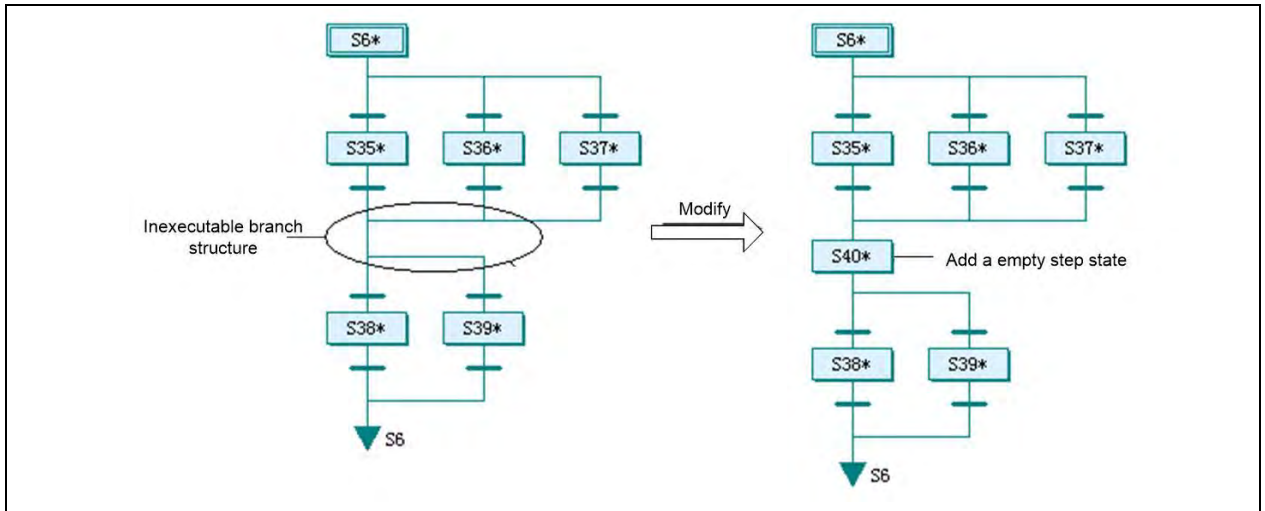 S6*
S35*
S36*
S37*
Inexecutable branch
structure
S38*
S39*
S6
Modify
S6*
S35*
S36*
S37*
S40*
Add a empty step state
S38*
S39*
S6